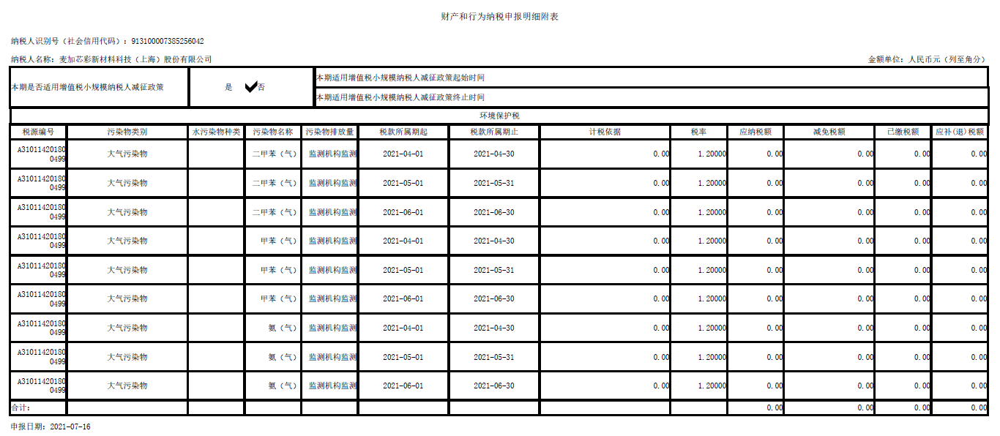 财产和行为纳税申报明细附表
纳税人识别号（社会信用代码）：913100007385256042
纳税人名称：麦加芯彩新材料科技（上海）股份有限公司 金额单位：人民币元（列至角分）
本期是否适用增值税小规模纳税人减征政策 是 ✔否 本期适用增值税小规模纳税人减征政策起始时间
本期适用增值税小规模纳税人减征政策终止时间
环境保护税
税源编号 污染物类别 水污染物种类 污染物名称 污染物排放量 税款所属期起 税款所属期止 计税依据 税率 应纳税额 减免税额 已缴税额 应补(退)税额
A31011420180
0499 大气污染物 二甲苯（气） 监测机构监测 2021-04-01 2021-04-30 0.00 1.20000 0.00 0.00 0.00 0.00
A31011420180
0499 大气污染物 二甲苯（气） 监测机构监测 2021-05-01 2021-05-31 0.00 1.20000 0.00 0.00 0.00 0.00
A31011420180
0499 大气污染物 二甲苯（气） 监测机构监测 2021-06-01 2021-06-30 0.00 1.20000 0.00 0.00 0.00 0.00
A31011420180
0499 大气污染物 甲苯（气） 监测机构监测 2021-04-01 2021-04-30 0.00 1.20000 0.00 0.00 0.00 0.00
A31011420180
0499 大气污染物 甲苯（气） 监测机构监测 2021-05-01 2021-05-31 0.00 1.20000 0.00 0.00 0.00 0.00
A31011420180
0499 大气污染物 甲苯（气） 监测机构监测 2021-06-01 2021-06-30 0.00 1.20000 0.00 0.00 0.00 0.00
A31011420180
0499 大气污染物 氨（气） 监测机构监测 2021-04-01 2021-04-30 0.00 1.20000 0.00 0.00 0.00 0.00
A31011420180
0499 大气污染物 氨（气） 监测机构监测 2021-05-01 2021-05-31 0.00 1.20000 0.00 0.00 0.00 0.00
A31011420180
0499 大气污染物 氨（气） 监测机构监测 2021-06-01 2021-06-30 0.00 1.20000 0.00 0.00 0.00 0.00
合计： 0.00 0.00 0.00 0.00
申报日期：2021-07-16